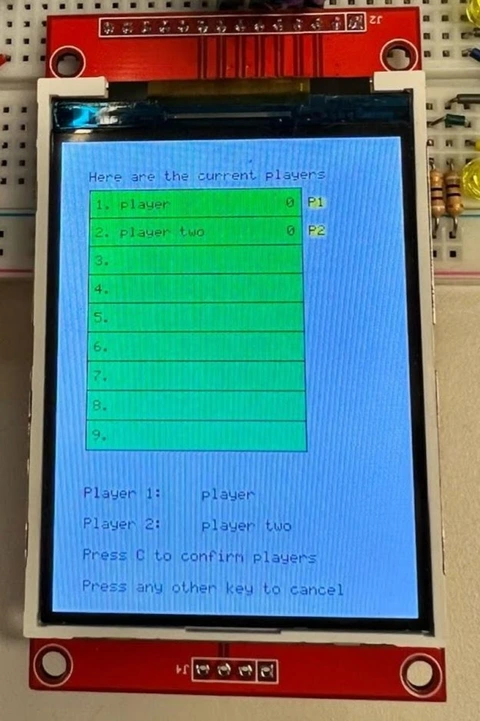 J2
Here are the current players
1. player 0 P1
2. player two 0 P2
3.
4.
5.
6.
7.
8.
9.
Player 1: player
Player 2: player two
Press C to confirm players
Press any other key to cancel
J4